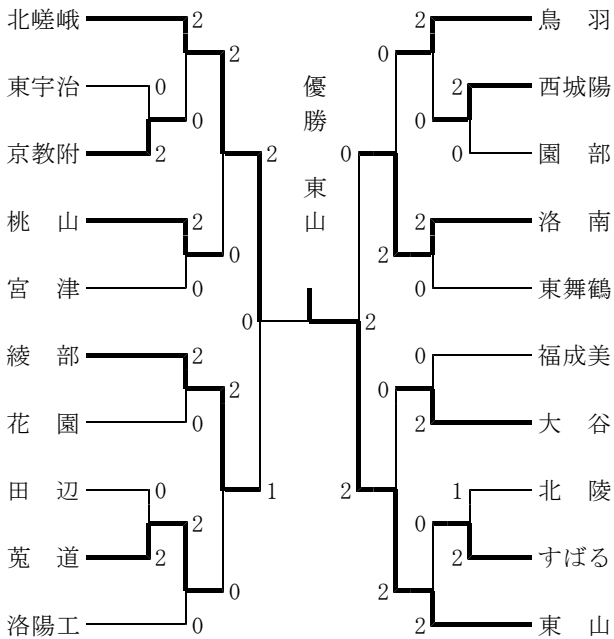 北嵯峨 2 2 鳥 羽
2 0
東宇治 0 優 2 西城陽
0 勝 0
京教附 2 0 園 部
2 0
東
桃 山 2 山 2 洛 南
0 2
宮 津 0 0 東舞鶴
0 2
綾 部 2 0 福成美
2 0
花 園 0 2 大 谷
田 辺 0 1 2 1 北 陵
2 0
莵 道 2 2 すばる
0 2
洛陽工 0 2 東 山